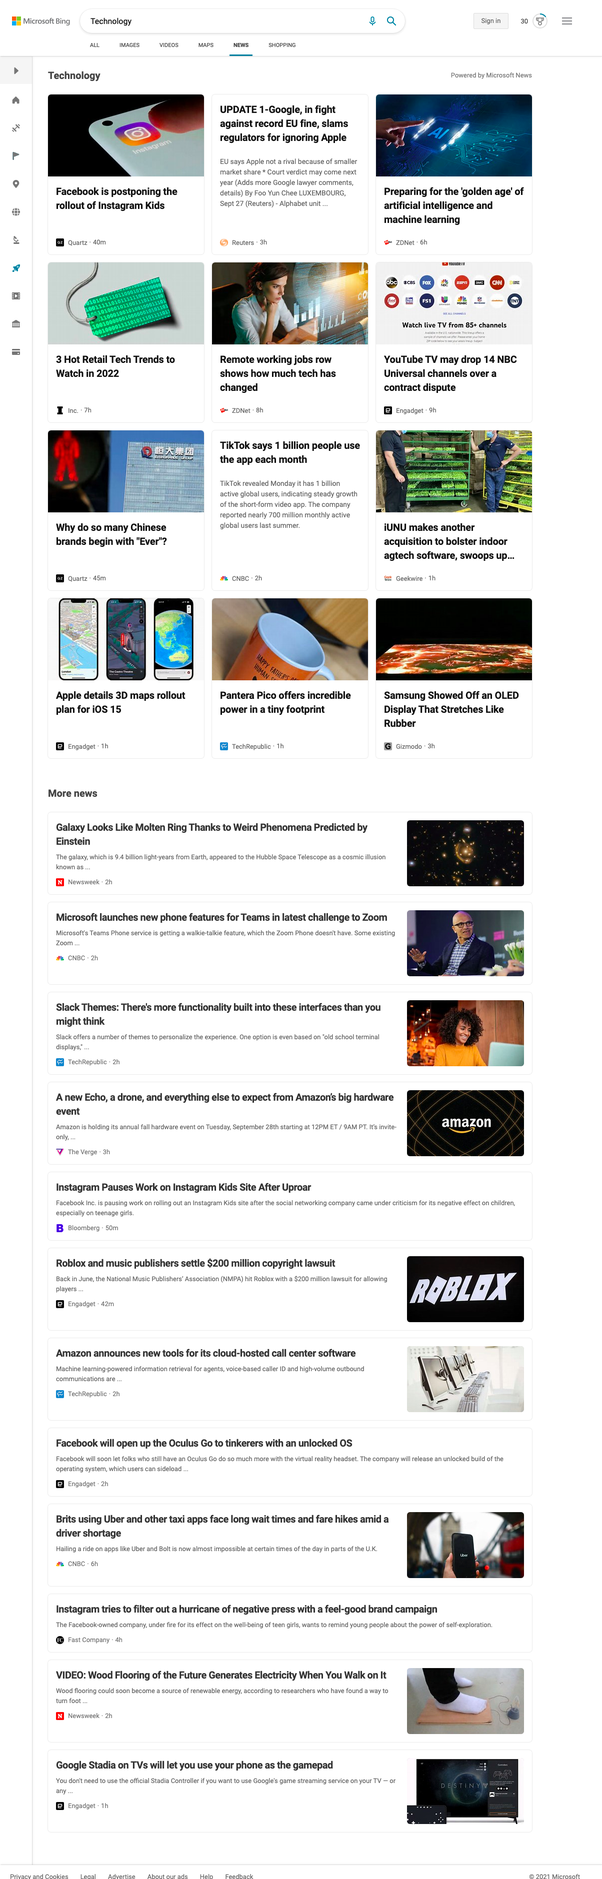 Microsoft Bing
Technology
Sign in
30
ALL
IMAGES
VIDEOS
MAPS
NEWS
SHOPPING
Technology
Powered by Microsoft News
Instagram
Facebook is postponing the
rollout of Instagram Kids
Quartz · 40m
UPDATE 1-Google, in fight
against record EU fine, slams
regulators for ignoring Apple
EU says Apple not a rival because of smaller
market share * Court verdict may come next
year (Adds more Google lawyer comments,
details) By Foo Yun Chee LUXEMBOURG,
Sept 27 (Reuters) - Alphabet unit ...
Reuters · 3h
AI
Preparing for the 'golden age' of
artificial intelligence and
machine learning
ZDNet · 6h
3 Hot Retail Tech Trends to
Watch in 2022
Inc. · 7h
Remote working jobs row
shows how much tech has
changed
ZDNet · 8h
abc
CBS
FOX
ESPN
CNN
FS1
TNT
Watch live TV from 85+ channels
YouTube TV may drop 14 NBC
Universal channels over a
contract dispute
Engadget · 9h
恒大集团
Why do so many Chinese
brands begin with "Ever"?
Quartz · 45m
TikTok says 1 billion people use
the app each month
TikTok revealed Monday it has 1 billion
active global users, indicating steady growth
of the short-form video app. The company
reported nearly 700 million monthly active
global users last summer.
CNBC · 2h
iUNU makes another
acquisition to bolster indoor
agtech software, swoops up...
Geekwire · 1h
Apple details 3D maps rollout
plan for iOS 15
Engadget · 1h
HAPPY FATHERS
HUMAN
Pantera Pico offers incredible
power in a tiny footprint
TechRepublic · 1h
Samsung Showed Off an OLED
Display That Stretches Like
Rubber
Gizmodo · 3h
More news
Galaxy Looks Like Molten Ring Thanks to Weird Phenomena Predicted by
Einstein
The galaxy, which is 9.4 billion light-years from Earth, appeared to the Hubble Space Telescope as a cosmic illusion
known as ...
Newsweek · 2h
Microsoft launches new phone features for Teams in latest challenge to Zoom
Microsoft's Teams Phone service is getting a walkie-talkie feature, which the Zoom Phone doesn't have. Some existing
Zoom ...
CNBC · 2h
Slack Themes: There's more functionality built into these interfaces than you
might think
Slack offers a number of themes to personalize the experience. One option is even based on "old school terminal
displays," ...
TechRepublic · 2h
A new Echo, a drone, and everything else to expect from Amazon's big hardware
event
Amazon is holding its annual fall hardware event on Tuesday, September 28th starting at 12PM ET / 9AM PT. It's invite-
only, ...
The Verge · 3h
amazon
Instagram Pauses Work on Instagram Kids Site After Uproar
Facebook Inc. is pausing work on rolling out an Instagram Kids site after the social networking company came under criticism for its negative effect on children,
especially on teenage girls.
Bloomberg · 50m
Roblox and music publishers settle $200 million copyright lawsuit
Back in June, the National Music Publishers' Association (NMPA) hit Roblox with a $200 million lawsuit for allowing
players ...
Engadget · 42m
ROBLOX
Amazon announces new tools for its cloud-hosted call center software
Machine learning-powered information retrieval for agents, voice-based caller ID and high-volume outbound
communications are ...
TechRepublic · 2h
Facebook will open up the Oculus Go to tinkerers with an unlocked OS
Facebook will soon let folks who still have an Oculus Go do so much more with the virtual reality headset. The company will release an unlocked build of the
operating system, which users can sideload ...
Engadget · 2h
Brits using Uber and other taxi apps face long wait times and fare hikes amid a
driver shortage
Hailing a ride on apps like Uber and Bolt is now almost impossible at certain times of the day in parts of the U.K.
CNBC · 6h
Uber
Instagram tries to filter out a hurricane of negative press with a feel-good brand campaign
The Facebook-owned company, under fire for its effect on the well-being of teen girls, wants to remind young people about the power of self-exploration.
Fast Company · 4h
VIDEO: Wood Flooring of the Future Generates Electricity When You Walk on It
Wood flooring could soon become a source of renewable energy, according to researchers who have found a way to
turn foot ...
Newsweek · 2h
Google Stadia on TVs will let you use your phone as the gamepad
You don't need to use the official Stadia Controller if you want to use Google's game streaming service on your TV — or
any ...
Engadget · 1h
DESTINY
Privacy and Cookies
Legal
Advertise
About our ads
Help
Feedback
© 2021 Microsoft